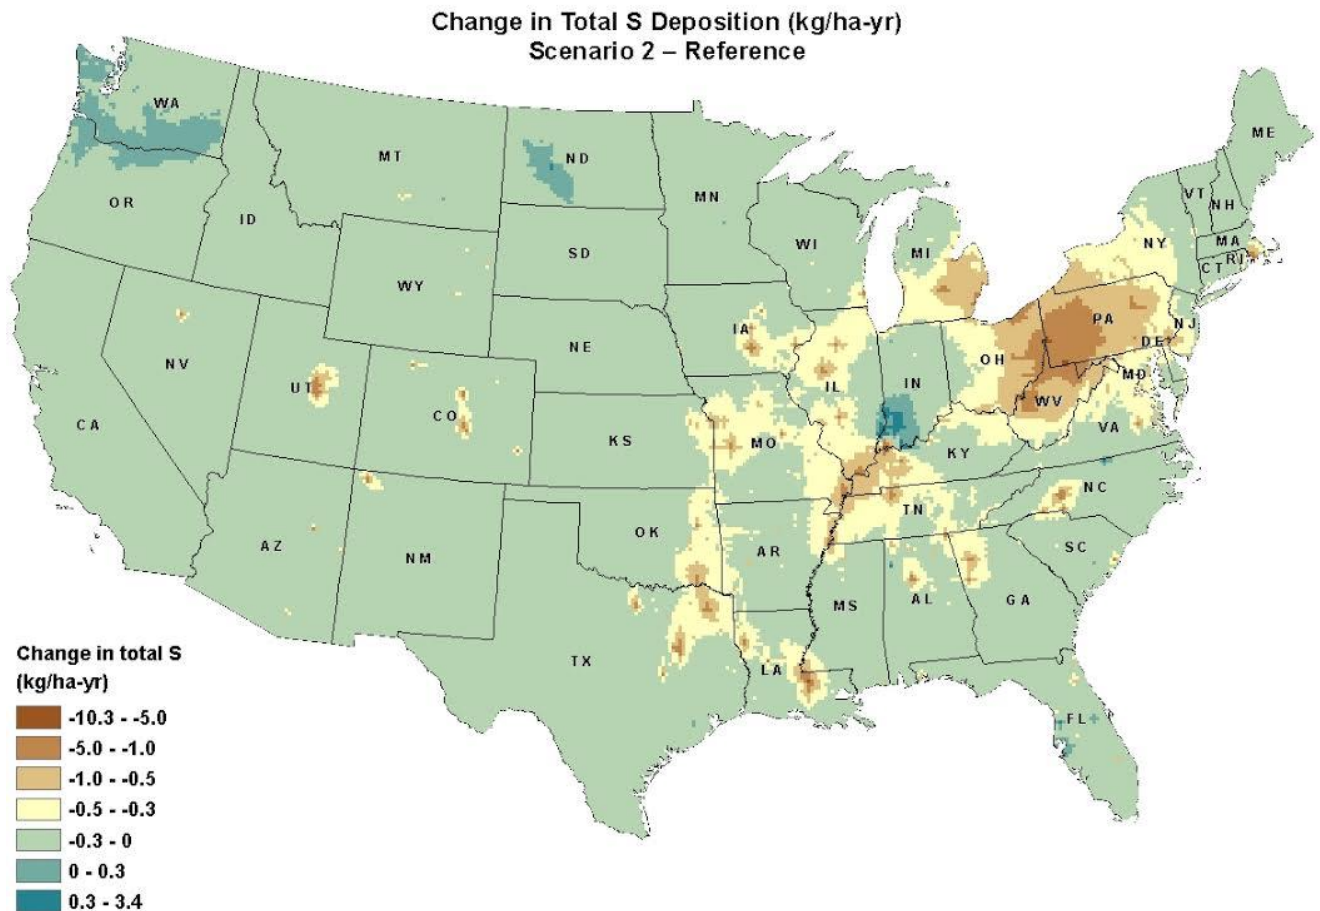 Change in Total S Deposition (kg/ha-yr)
Scenario 2 – Reference
WA
ME
MT
ND
VT
OR
MN
NH
ID
WI
NY
MA
SD
MI
CT
RI
WY
PA
NJ
IA
NE
OH
DE
NV
UT
IL
IN
MD
CO
WV
CA
KS
MO
VA
KY
NC
TN
OK
AZ
AR
SC
NM
MS
AL
GA
TX
LA
FL
Change in total S
(kg/ha-yr)
-10.3 - -5.0
-5.0 - -1.0
-1.0 - -0.5
-0.5 - -0.3
-0.3 - 0
0 - 0.3
0.3 - 3.4